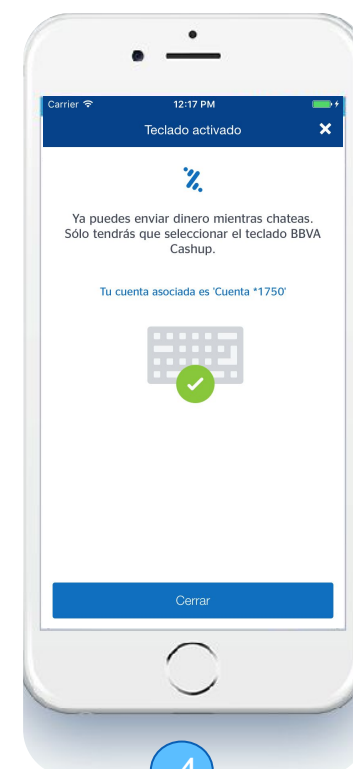 Carrier 12:17 PM
Teclado activado
Ya puedes enviar dinero mientras chateas.
Sólo tendrás que seleccionar el teclado BBVA
Cashup.
Tu cuenta asociada es 'Cuenta *1750'
Cerrar
4